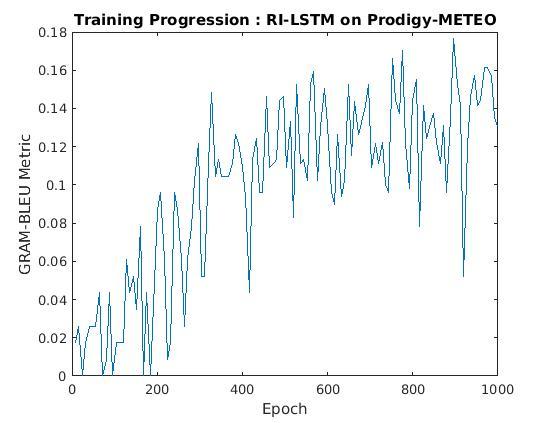 Training Progression : RI-LSTM on Prodigy-METEO
0.18
0.16
0.14
0.12
0.1
0.08
0.06
0.04
0.02
0
GRAM-BLEU Metric
0 200 400 600 800 1000
Epoch